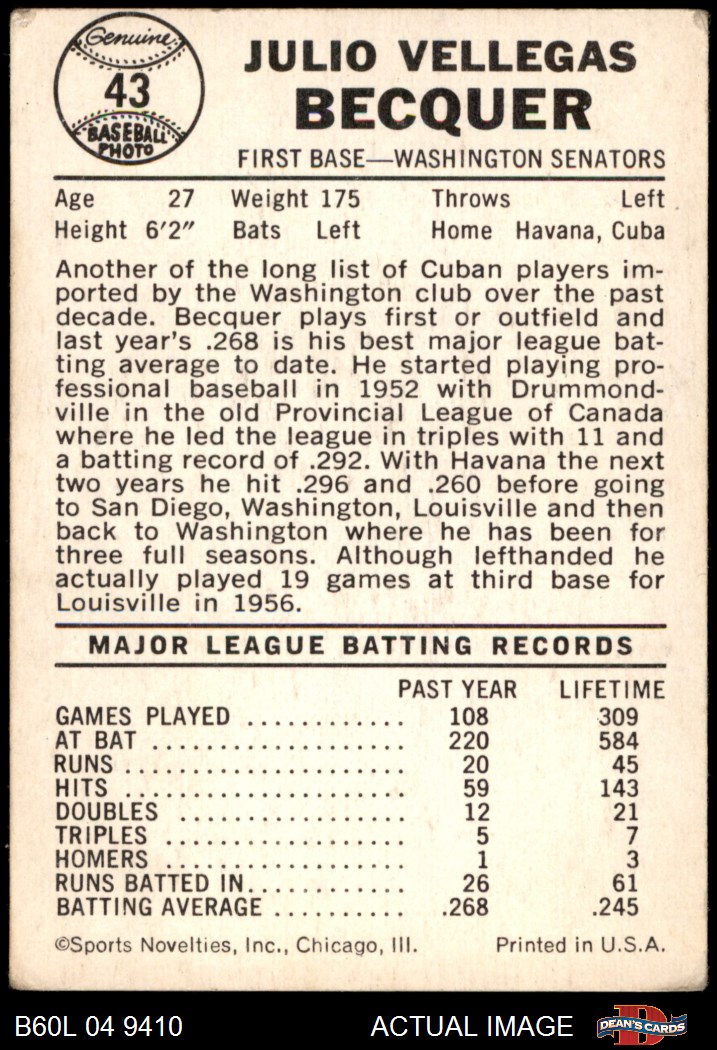 Genuine
43
BASEBALL
PHOTO
JULIO VELLEGAS
BECQUER
FIRST BASE—WASHINGTON SENATORS
Age 27 Weight 175 Throws Left
Height 6'2" Bats Left Home Havana, Cuba
Another of the long list of Cuban players im-
ported by the Washington club over the past
decade. Becquer plays first or outfield and
last year's .268 is his best major league bat-
ting average to date. He started playing pro-
fessional baseball in 1952 with Drummond-
ville in the old Provincial League of Canada
where he led the league in triples with 11 and
a batting record of .292. With Havana the next
two years he hit .296 and .260 before going
to San Diego, Washington, Louisville and then
back to Washington where he has been for
three full seasons. Although lefthanded he
actually played 19 games at third base for
Louisville in 1956.
MAJOR LEAGUE BATTING RECORDS
PAST YEAR LIFETIME
GAMES PLAYED ............ 108 309
AT BAT .................... 220 584
RUNS ...................... 20 45
HITS ....................... 59 143
DOUBLES .................. 12 21
TRIPLES ................... 5 7
HOMERS ................... 1 3
RUNS BATTED IN............ 26 61
BATTING AVERAGE .......... .268 .245
©Sports Novelties, Inc., Chicago, Ill. Printed in U.S.A.
B60L 04 9410 ACTUAL IMAGE DEAN'S CARDS